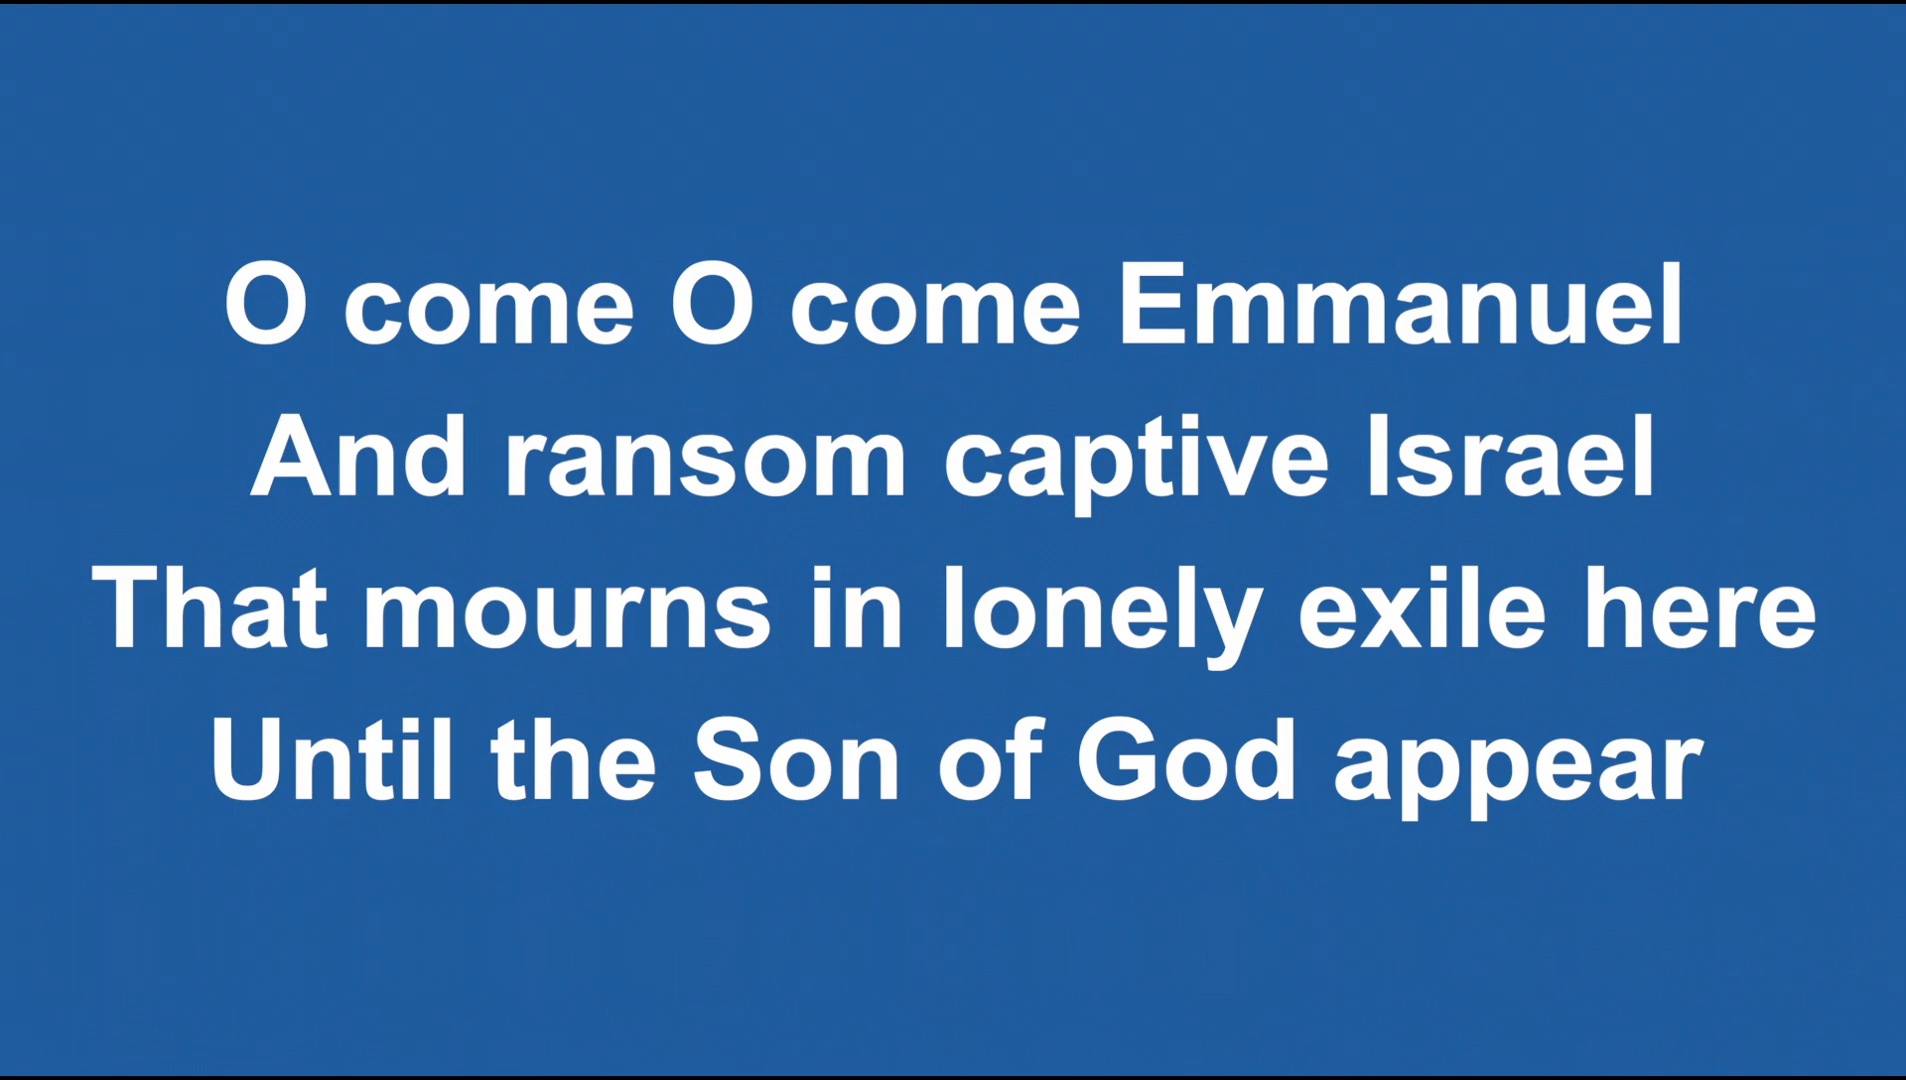 O come O come Emmanuel
And ransom captive Israel
That mourns in lonely exile here
Until the Son of God appear